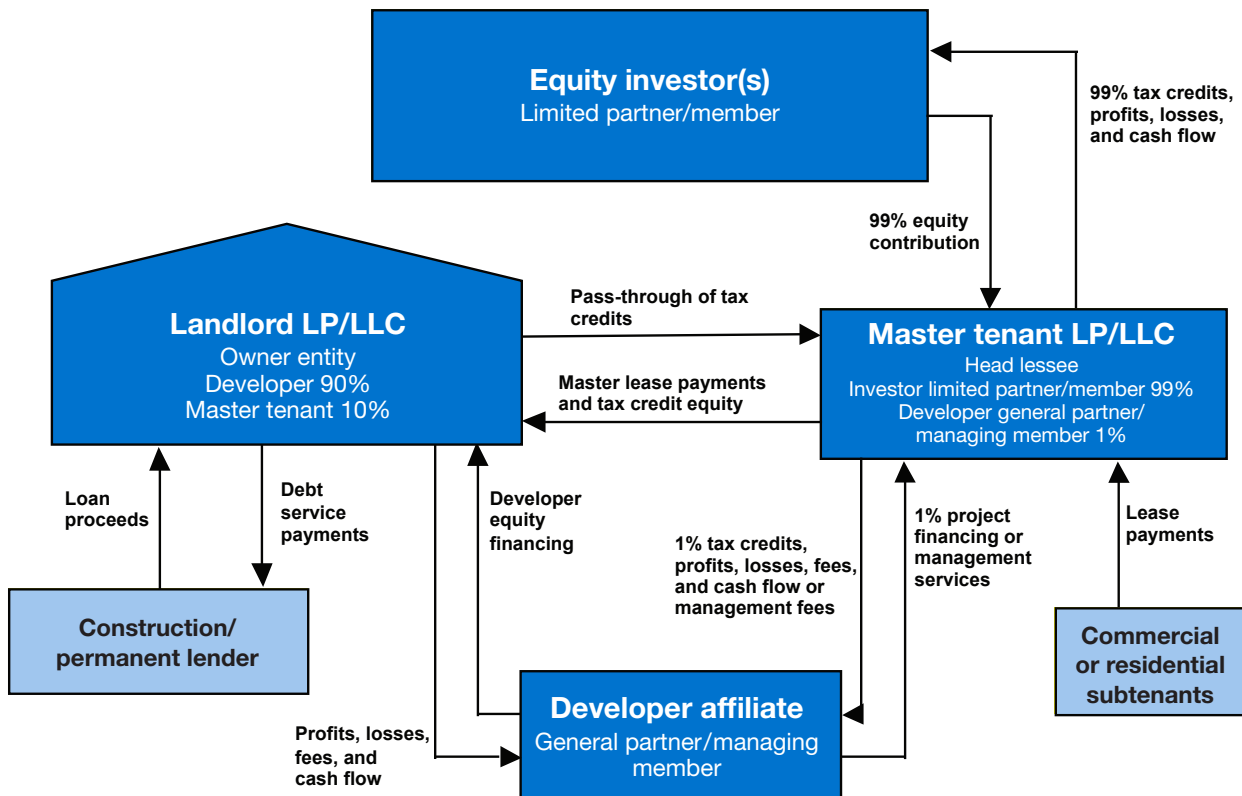 Equity investor(s)
Limited partner/member
99% tax credits,
profits, losses,
and cash flow
99% equity
contribution
Landlord LP/LLC
Owner entity
Developer 90%
Master tenant 10%
Pass-through of tax
credits
Master lease payments
and tax credit equity
Master tenant LP/LLC
Head lessee
Investor limited partner/member 99%
Developer general partner/
managing member 1%
Loan
proceeds
Debt
service
payments
Developer
equity
financing
1% tax credits,
profits, losses, fees,
and cash flow or
management fees
1% project
financing or
management
services
Lease
payments
Construction/
permanent lender
Commercial
or residential
subtenants
Profits, losses,
fees, and
cash flow
Developer affiliate
General partner/managing
member